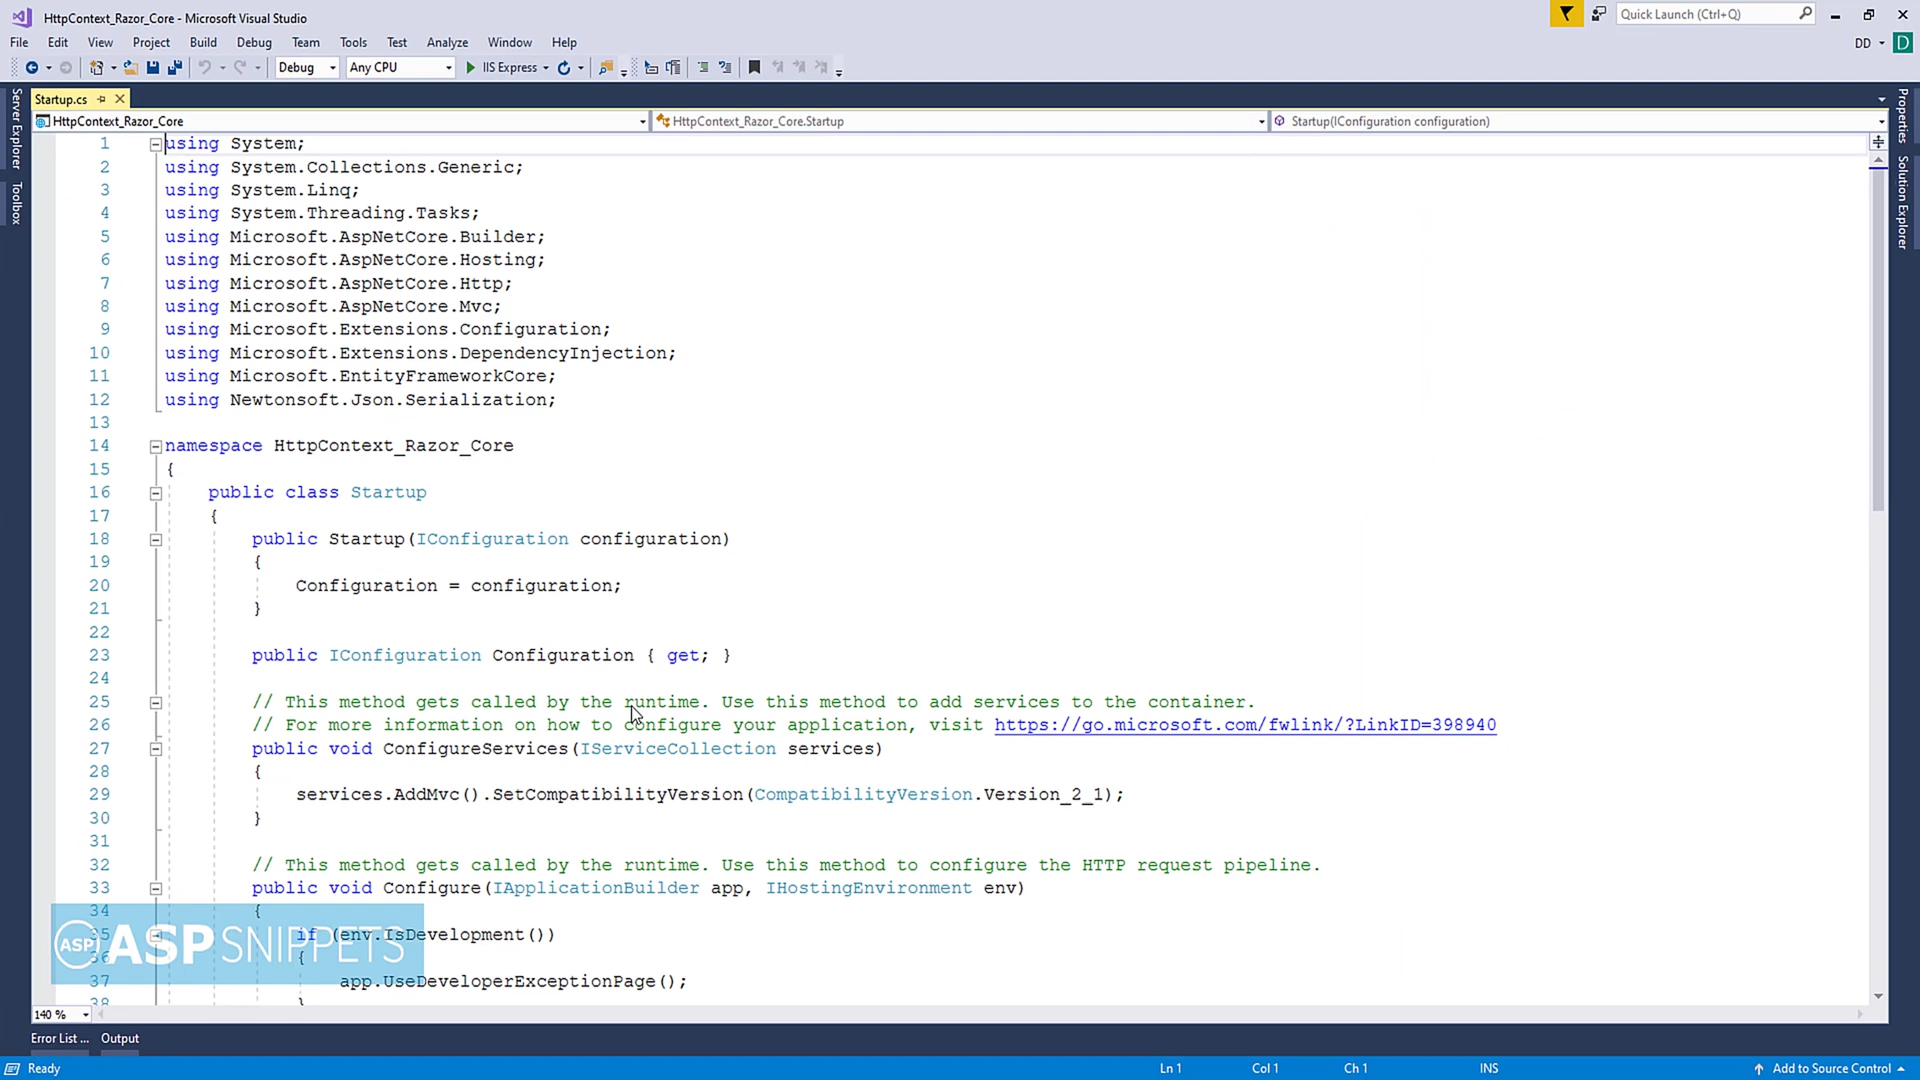 HttpContext_Razor_Core - Microsoft Visual Studio
Quick Launch (Ctrl+Q)
File Edit View Project Build Debug Team Tools Test Analyze Window Help
DD D
Debug Any CPU IIS Express
Server Explorer
Toolbox
Properties
Solution Explorer
Startup.cs
HttpContext_Razor_Core HttpContext_Razor_Core.Startup Startup(IConfiguration configuration)
1 using System;
2 using System.Collections.Generic;
3 using System.Linq;
4 using System.Threading.Tasks;
5 using Microsoft.AspNetCore.Builder;
6 using Microsoft.AspNetCore.Hosting;
7 using Microsoft.AspNetCore.Http;
8 using Microsoft.AspNetCore.Mvc;
9 using Microsoft.Extensions.Configuration;
10 using Microsoft.Extensions.DependencyInjection;
11 using Microsoft.EntityFrameworkCore;
12 using Newtonsoft.Json.Serialization;
13
14 namespace HttpContext_Razor_Core
15 {
16 public class Startup
17 {
18 public Startup(IConfiguration configuration)
19 {
20 Configuration = configuration;
21 }
22
23 public IConfiguration Configuration { get; }
24
25 // This method gets called by the runtime. Use this method to add services to the container.
26 // For more information on how to configure your application, visit https://go.microsoft.com/fwlink/?LinkID=398940
27 public void ConfigureServices(IServiceCollection services)
28 {
29 services.AddMvc().SetCompatibilityVersion(CompatibilityVersion.Version_2_1);
30 }
31
32 // This method gets called by the runtime. Use this method to configure the HTTP request pipeline.
33 public void Configure(IApplicationBuilder app, IHostingEnvironment env)
34 {
35 if (env.IsDevelopment())
36 {
37 app.UseDeveloperExceptionPage();
38 }
ASP ASP SNIPPETS
140 %
Error List ... Output
Ready Ln 1 Col 1 Ch 1 INS Add to Source Control